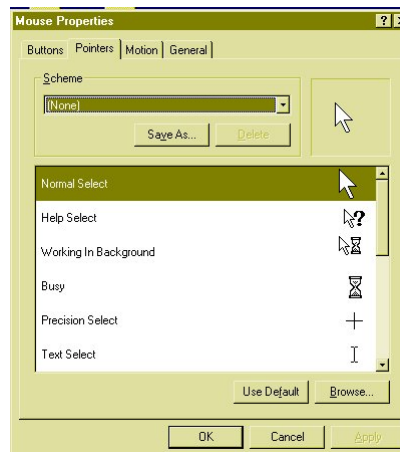 Mouse Properties
Buttons Pointers Motion General
Scheme
(None)
Save As... Delete
Normal Select
Help Select
Working In Background
Busy
Precision Select
Text Select
Use Default Browse...
OK Cancel Apply